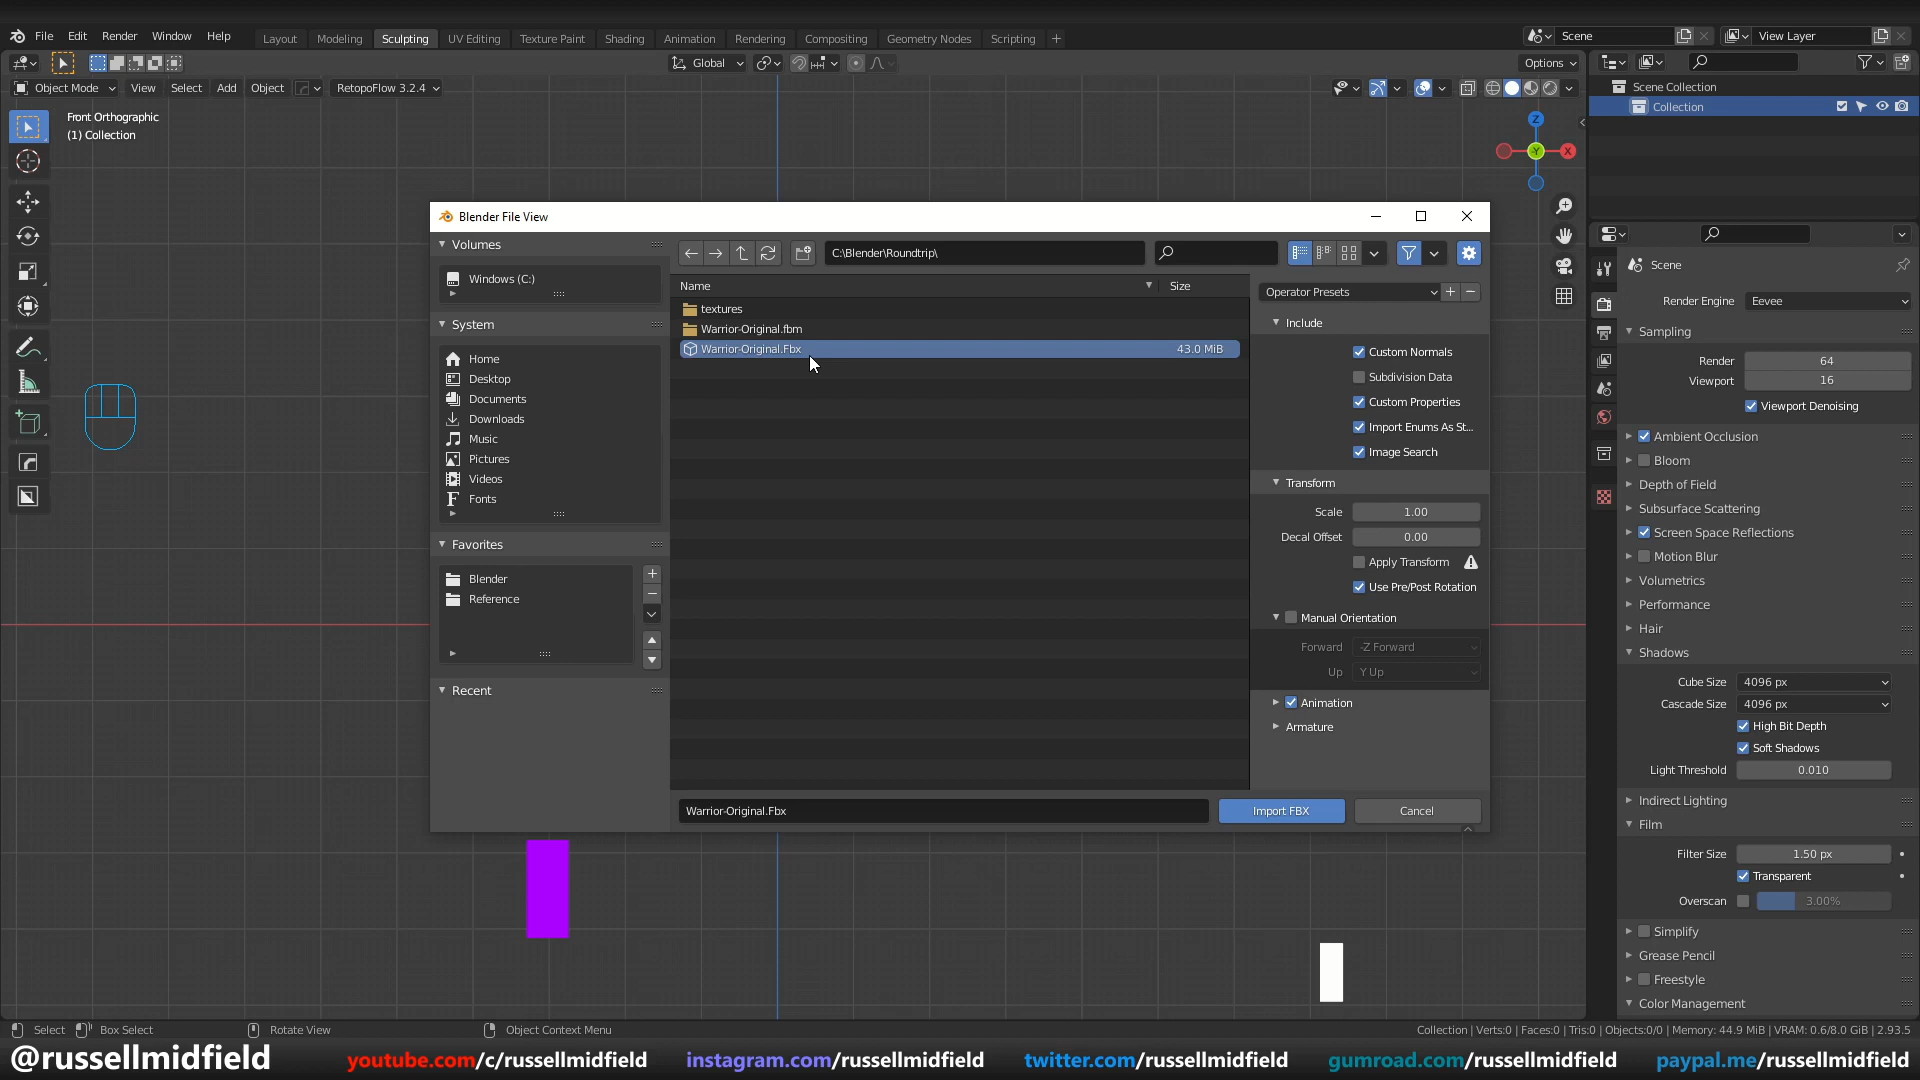 File Edit Render Window Help Layout Modeling Sculpting UV Editing Texture Paint Shading Animation Rendering Compositing Geometry Nodes Scripting + Scene View Layer
Global Options
Object Mode View Select Add Object RetopoFlow 3.2.4
Front Orthographic
(1) Collection
Z
X
Y
Scene Collection
Collection
Blender File View
Volumes
Windows (C:)
System
Home
Desktop
Documents
Downloads
Music
Pictures
Videos
Fonts
Favorites
Blender
Reference
Recent
C:\Blender\Roundtrip\
Name Size
textures
Warrior-Original.fbm
Warrior-Original.Fbx 43.0 MiB
Operator Presets
Include
Custom Normals
Subdivision Data
Custom Properties
Import Enums As St...
Image Search
Transform
Scale 1.00
Decal Offset 0.00
Apply Transform
Use Pre/Post Rotation
Manual Orientation
Forward -Z Forward
Up Y Up
Animation
Armature
Warrior-Original.Fbx Import FBX Cancel
Scene
Render Engine Eevee
Sampling
Render 64
Viewport 16
Viewport Denoising
Ambient Occlusion
Bloom
Depth of Field
Subsurface Scattering
Screen Space Reflections
Motion Blur
Volumetrics
Performance
Hair
Shadows
Cube Size 4096 px
Cascade Size 4096 px
High Bit Depth
Soft Shadows
Light Threshold 0.010
Indirect Lighting
Film
Filter Size 1.50 px
Transparent
Overscan 3.00%
Simplify
Grease Pencil
Freestyle
Color Management
Select Box Select Rotate View Object Context Menu Collection | Verts:0 | Faces:0 | Tris:0 | Objects:0/0 | Memory: 44.9 MiB | VRAM: 0.6/8.0 GiB | 2.93.5
@russellmidfield youtube.com/c/russellmidfield instagram.com/russellmidfield twitter.com/russellmidfield gumroad.com/russellmidfield paypal.me/russellmidfield